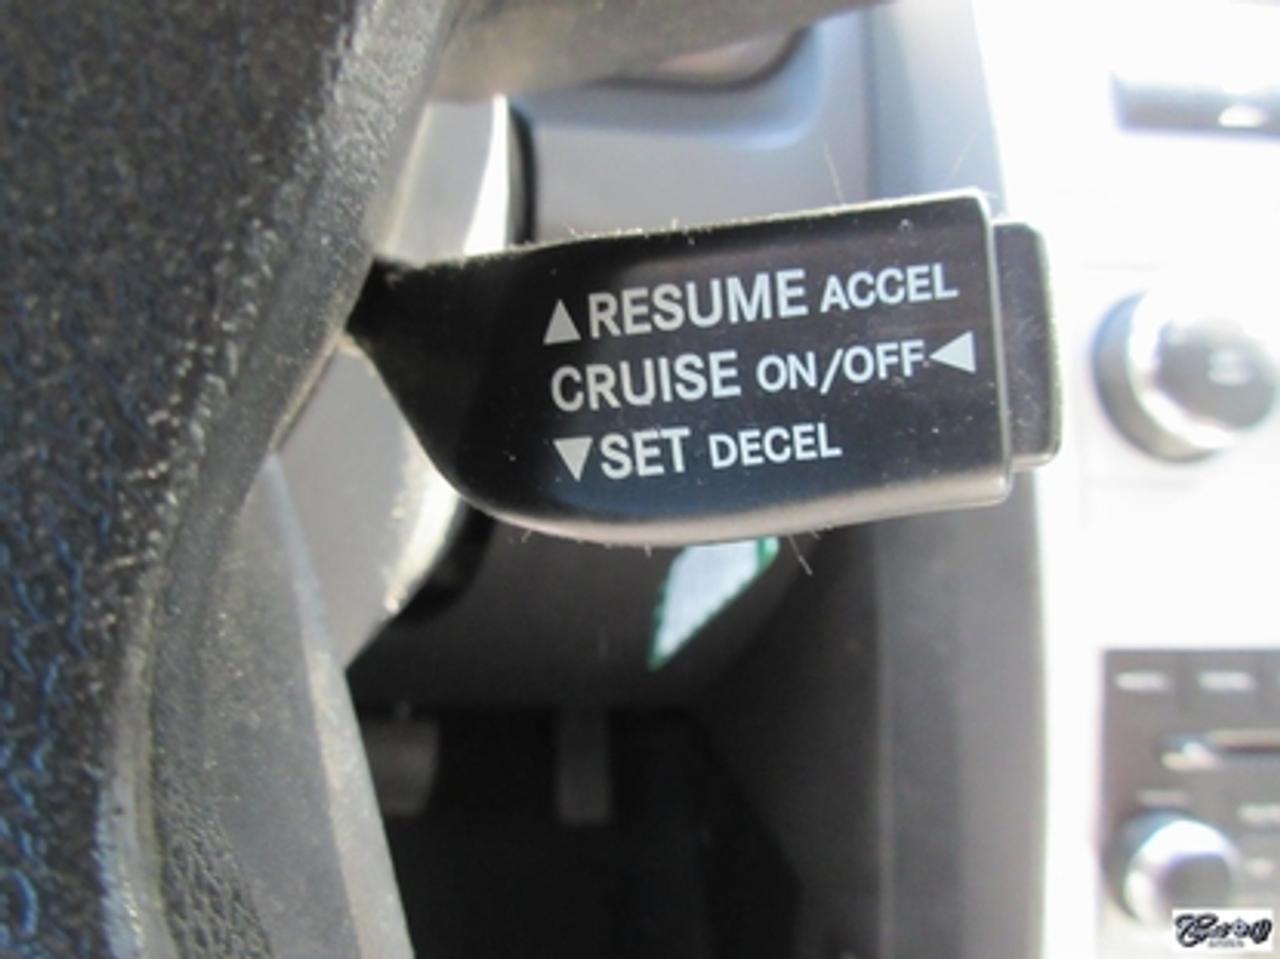 ▲RESUME ACCEL
CRUISE ON/OFF◀
▼SET DECEL